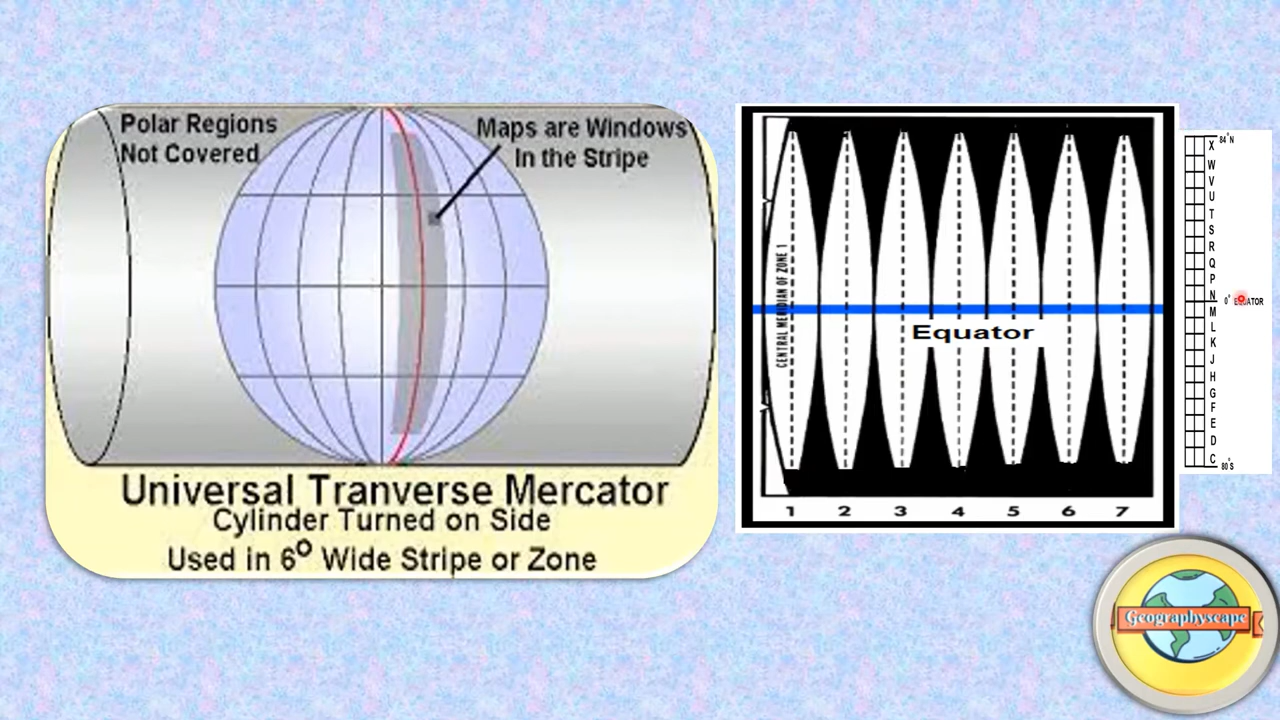 Polar Regions
Not Covered
Maps are Windows
In the Stripe
Universal Tranverse Mercator
Cylinder Turned on Side
Used in 6° Wide Stripe or Zone
CENTRAL MERIDIAN OF ZONE 1
Equator
1 2 3 4 5 6 7
84°N
X
W
V
U
T
S
R
Q
P
N
0° EQUATOR
M
L
K
J
H
G
F
E
D
C
80°S
Geographyscape